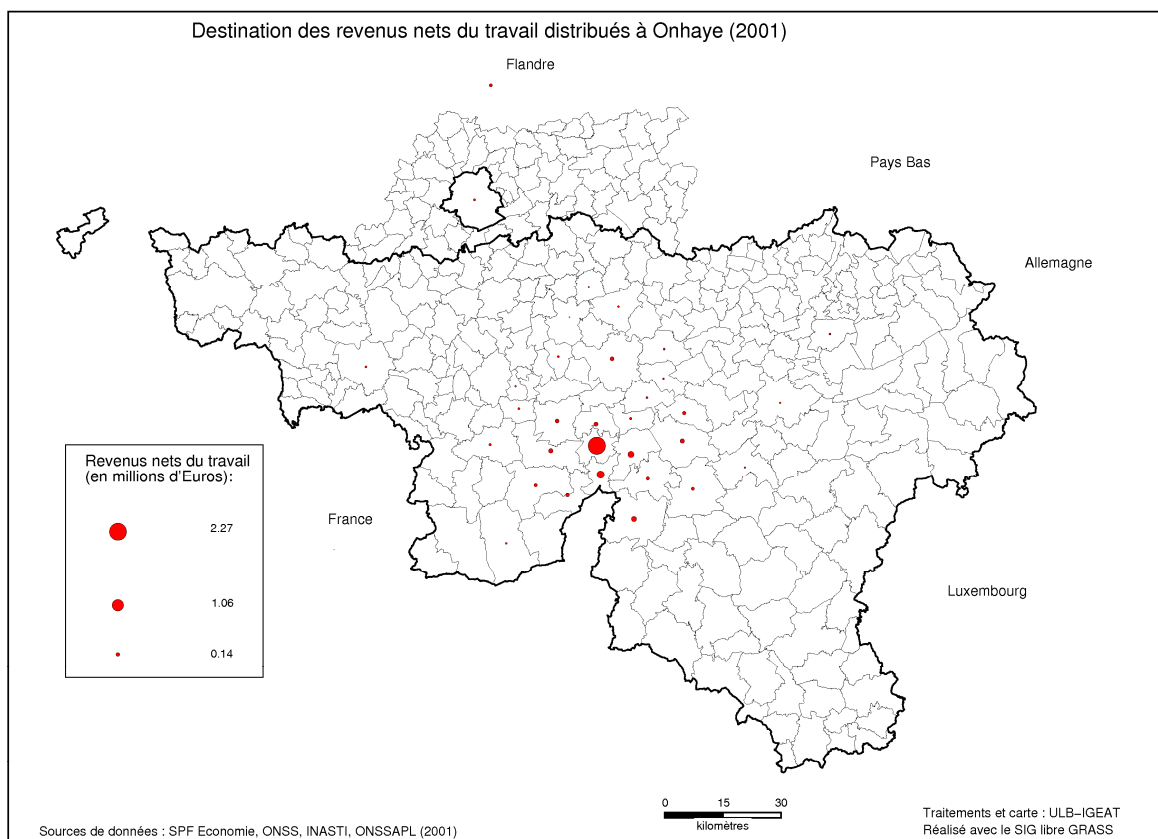 Destination des revenus nets du travail distribués à Onhaye (2001)
Flandre
Pays Bas
Allemagne
Revenus nets du travail
(en millions d'Euros):
2.27
1.06
0.14
France
Luxembourg
0 15 30
kilomètres
Sources de données : SPF Economie, ONSS, INASTI, ONSSAPL (2001)
Traitements et carte : ULB-IGEAT
Réalisé avec le SIG libre GRASS